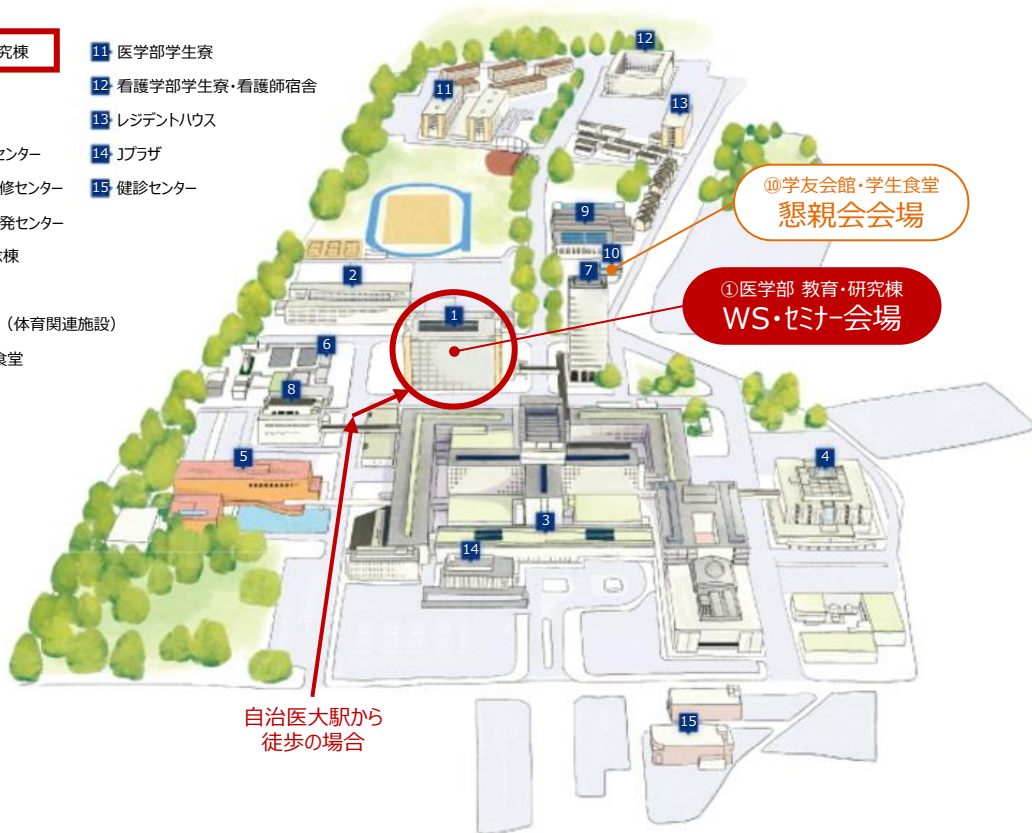 究棟
センター
修センター
発センター
棟
（体育関連施設）
食堂
11 医学部学生寮
12 看護学部学生寮・看護師宿舎
13 レジデントハウス
14 Jプラザ
15 健診センター
12
11
13
⑩学友会館・学生食堂
懇親会会場
9
10
7
2
①医学部 教育・研究棟
WS・セミナー会場
1
6
8
5
4
3
14
自治医大駅から
徒歩の場合
15